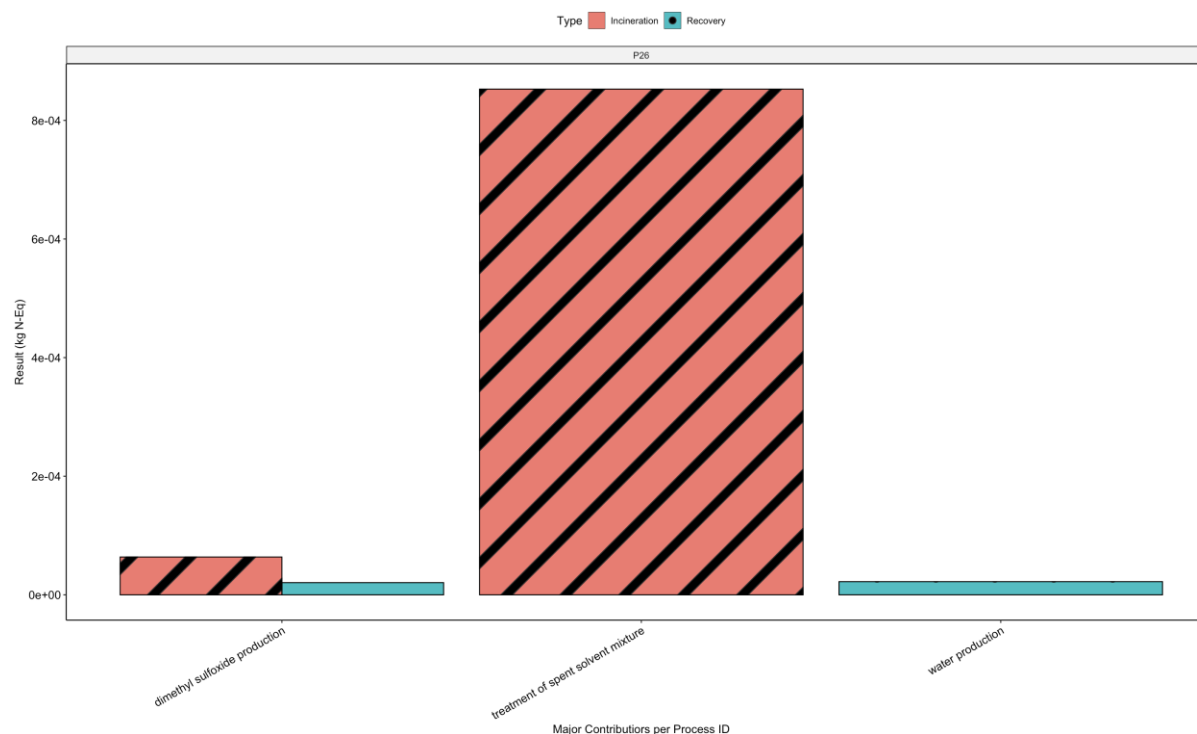 Type Incineration Recovery
P26
Result (kg N-Eq)
8e-04
6e-04
4e-04
2e-04
0e+00
dimethyl sulfoxide production
treatment of spent solvent mixture
water production
Major Contributiors per Process ID